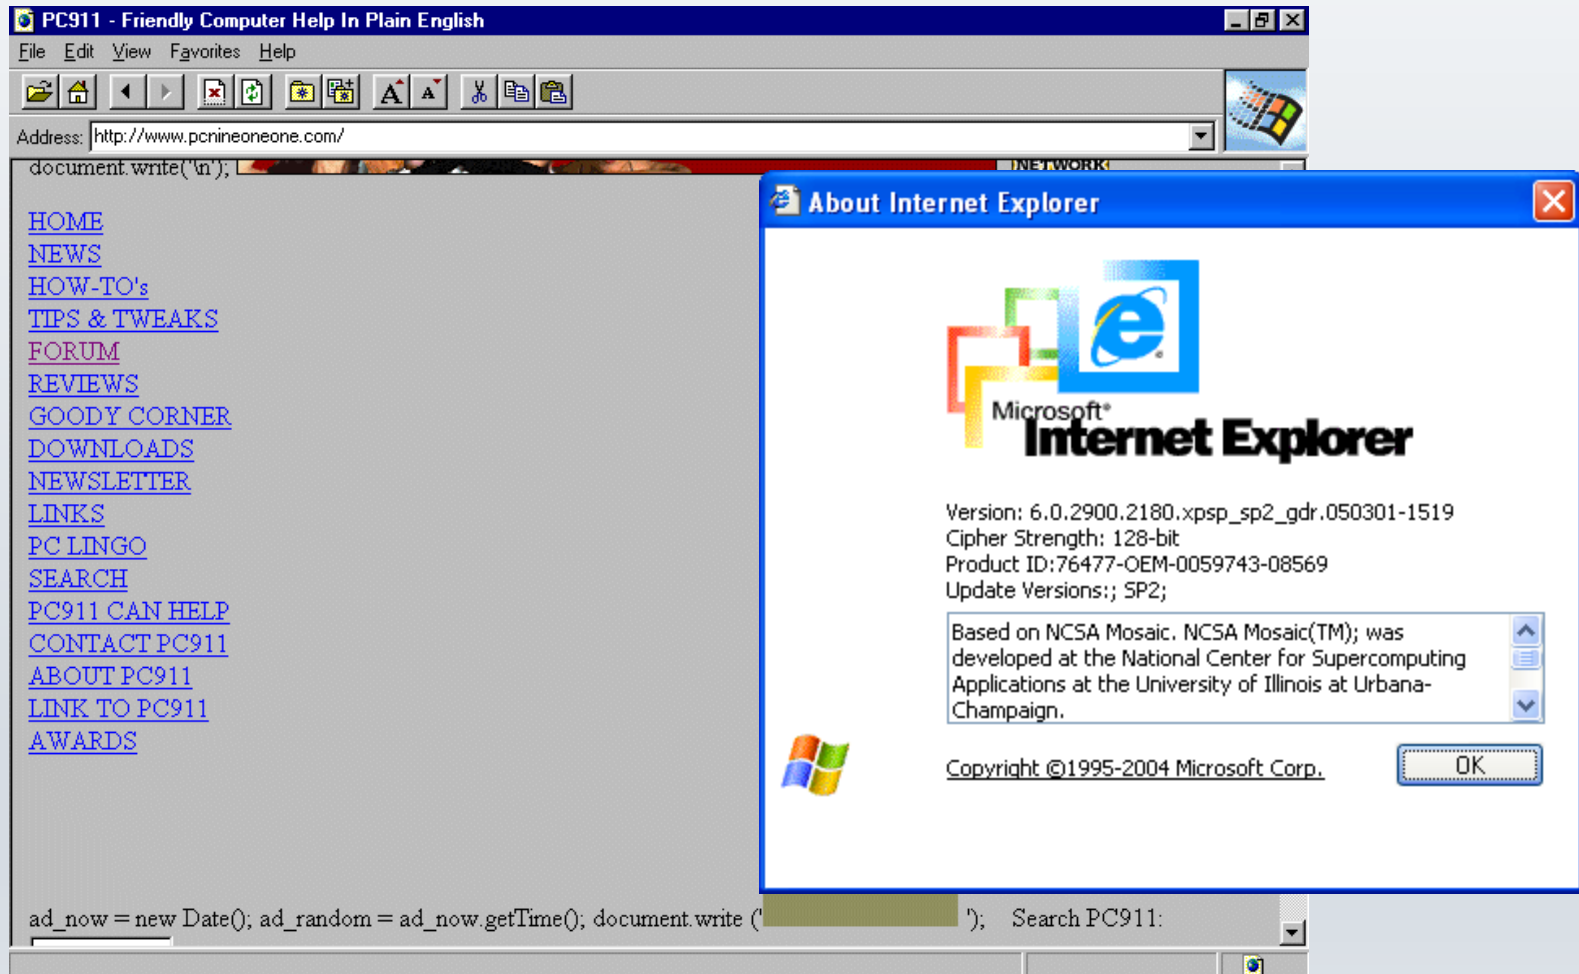 PC911 - Friendly Computer Help In Plain English
File Edit View Favorites Help
A A
Address: http://www.pcnineoneone.com/
document.write('\n');
NETWORK
HOME
NEWS
HOW-TO's
TIPS & TWEAKS
FORUM
REVIEWS
GOODY CORNER
DOWNLOADS
NEWSLETTER
LINKS
PC LINGO
SEARCH
PC911 CAN HELP
CONTACT PC911
ABOUT PC911
LINK TO PC911
AWARDS
ad_now = new Date(); ad_random = ad_now.getTime(); document.write (' '); Search PC911:
About Internet Explorer
Microsoft®
Internet Explorer
Version: 6.0.2900.2180.xpsp_sp2_gdr.050301-1519
Cipher Strength: 128-bit
Product ID:76477-OEM-0059743-08569
Update Versions:; SP2;
Based on NCSA Mosaic. NCSA Mosaic(TM); was
developed at the National Center for Supercomputing
Applications at the University of Illinois at Urbana-
Champaign.
Copyright ©1995-2004 Microsoft Corp.
OK